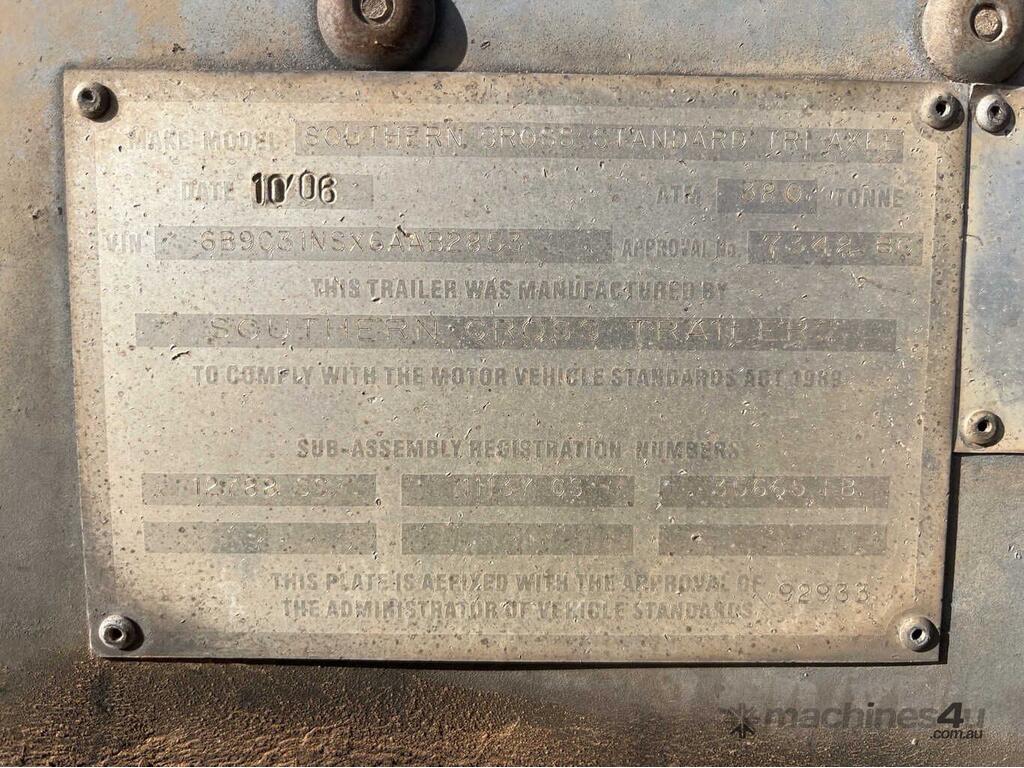 MAKE-MODEL SOUTHERN CROSS STANDARD TRI AXLE
DATE 10/06 ATM TONNE
VIN APPROVAL No.
THIS TRAILER WAS MANUFACTURED BY
SOUTHERN CROSS TRAILERS
TO COMPLY WITH THE MOTOR VEHICLE STANDARDS ACT 1989
SUB-ASSEMBLY REGISTRATION NUMBERS
THIS PLATE IS AFFIXED WITH THE APPROVAL OF 92933
THE ADMINISTRATOR OF VEHICLE STANDARDS
machines4u
.com.au